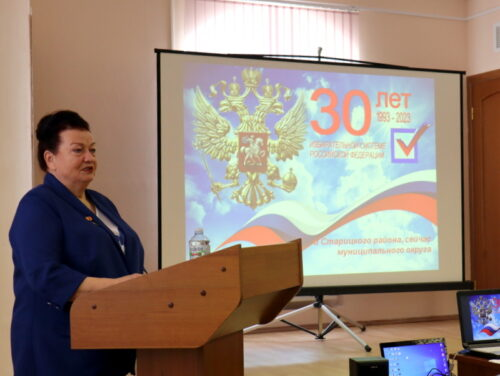 30 лет
1993 - 2023
ИЗБИРАТЕЛЬНОЙ СИСТЕМЕ
РОССИЙСКОЙ ФЕДЕРАЦИИ
Старицкого района, сейчас
муниципального округа